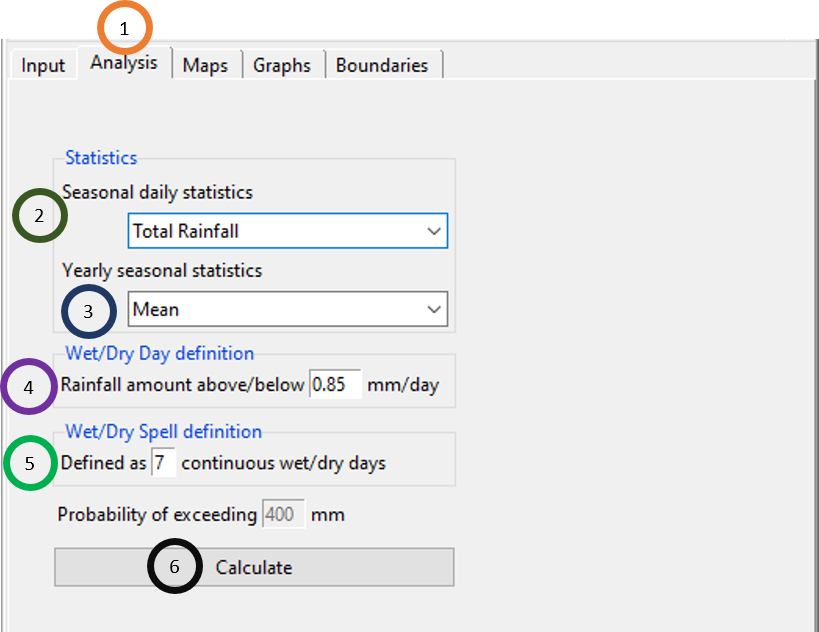 1
Input Analysis Maps Graphs Boundaries
Statistics
Seasonal daily statistics
2
Total Rainfall
Yearly seasonal statistics
3 Mean
Wet/Dry Day definition
4 Rainfall amount above/below 0.85 mm/day
Wet/Dry Spell definition
5 Defined as 7 continuous wet/dry days
Probability of exceeding 400 mm
6 Calculate